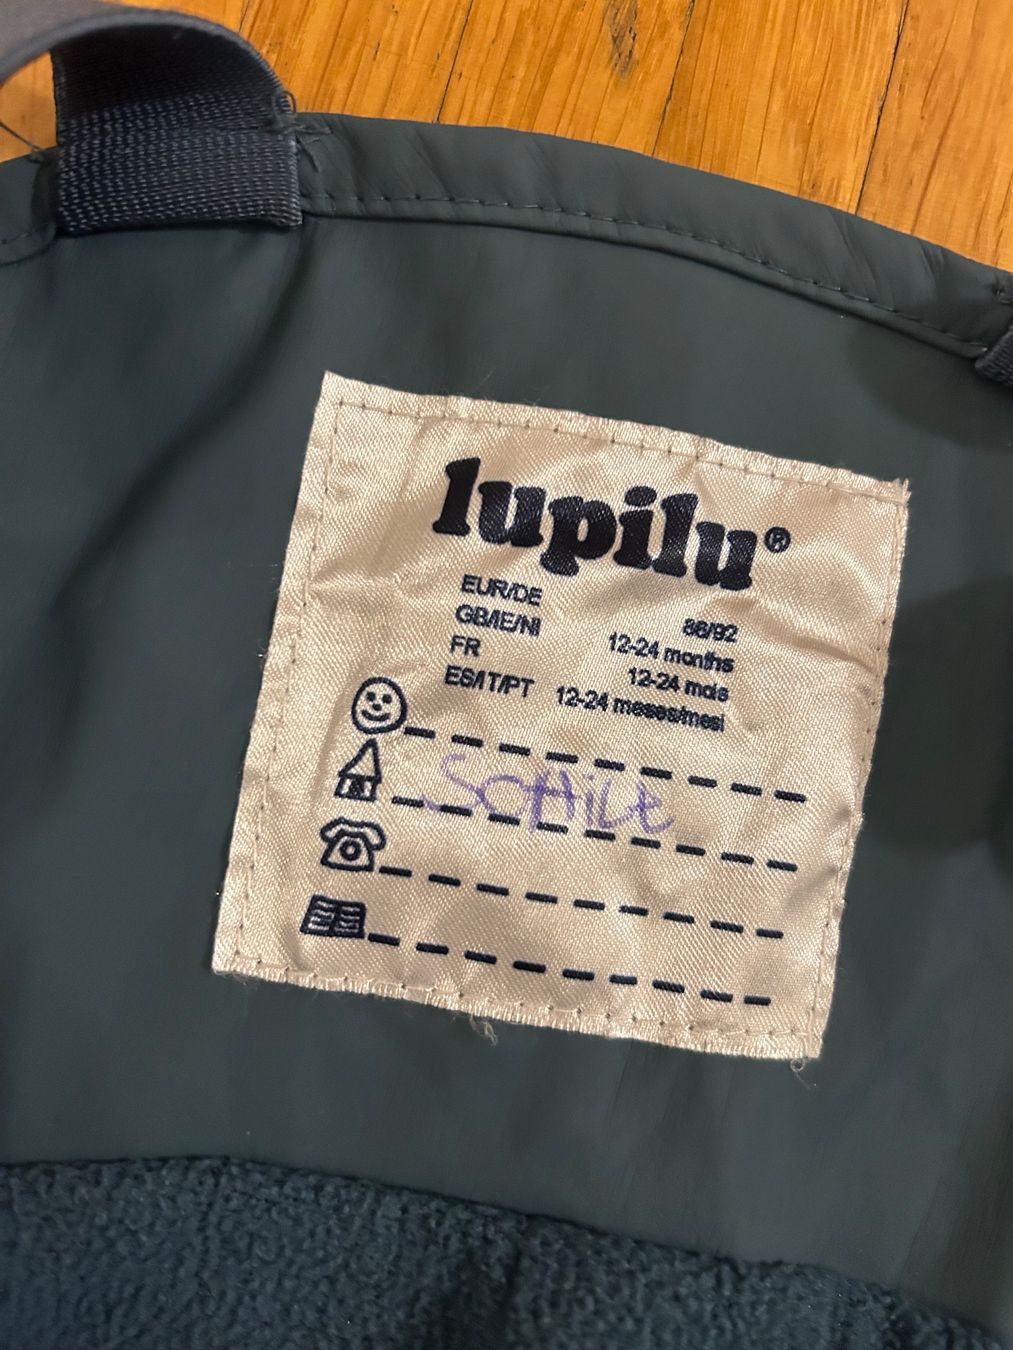 lupilu®
EUR/DE 86/92
GB/IE/NI 12-24 months
FR 12-24 mois
ES/IT/PT 12-24 meses/mesi